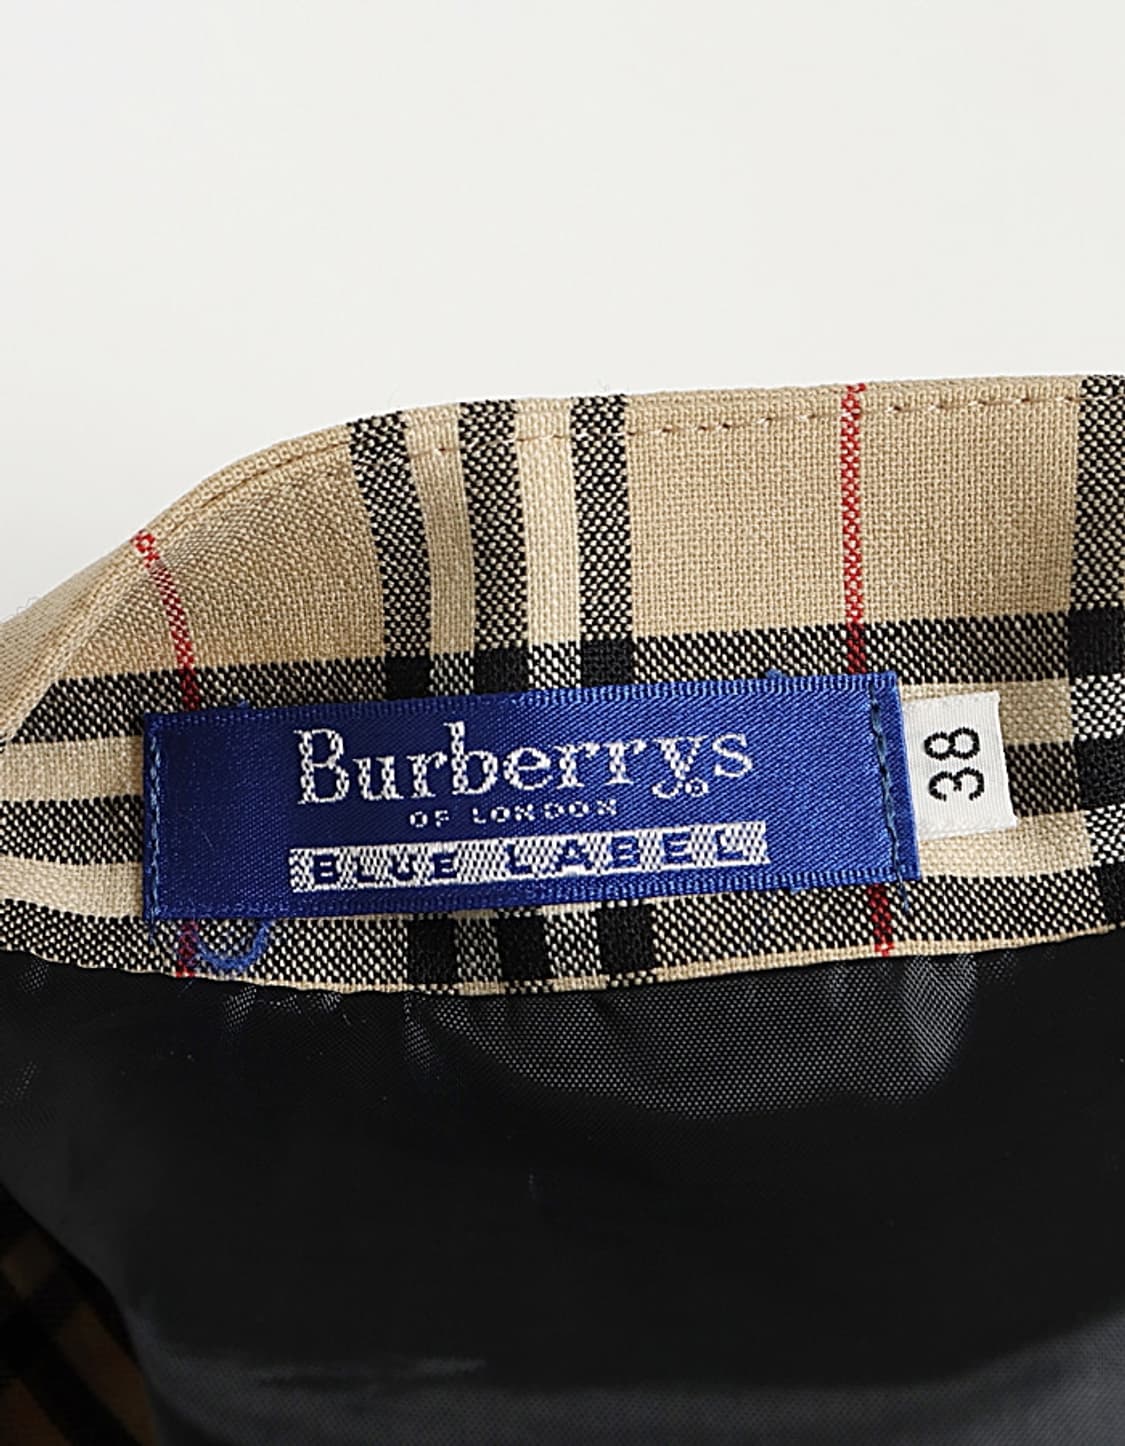 Burberrys
OF LONDON
BLUE LABEL
38